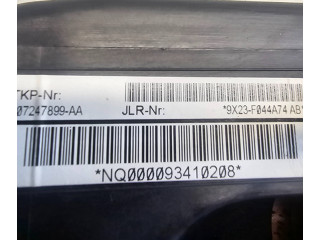 TKP-Nr:
07247899-AA JLR-Nr: *9X23-F044A74 AB*
*NQ000093410208*